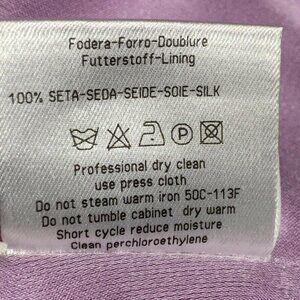 Fodera-Forro-Doublure
Futterstoff-Lining
100% SETA-SEDA-SEIDE-SOIE-SILK
P
Professional dry clean
use press cloth
Do not steam warm iron 50C-113F
Do not tumble cabinet dry warm
Short cycle reduce moisture
Clean perchloroethylene